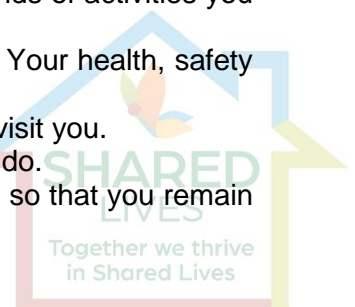 nds of activities you
Your health, safety
visit you.
do.
so that you remain
SHARED
LIVES
Together we thrive
in Shared Lives